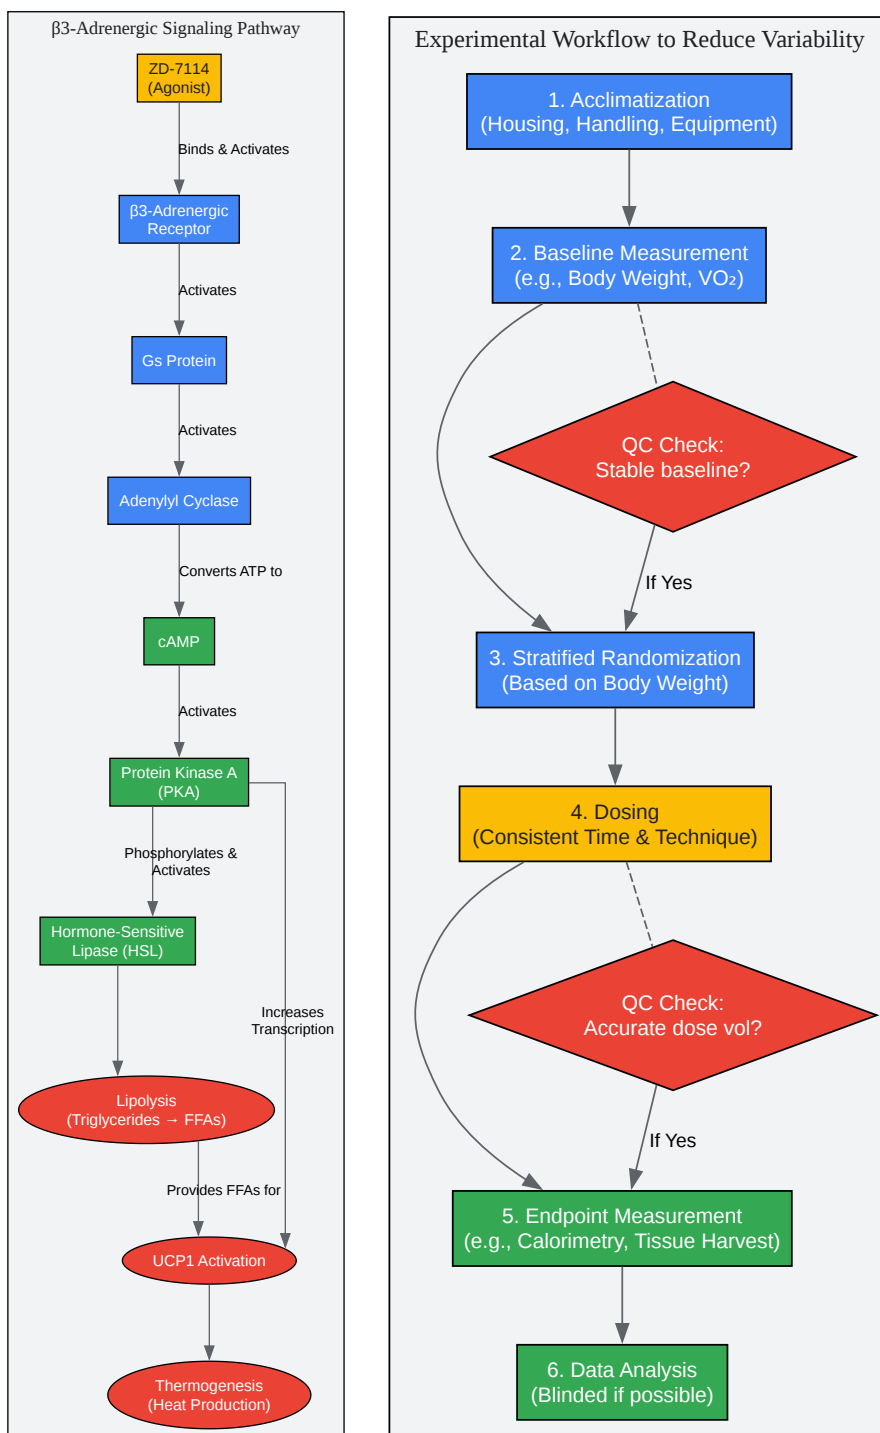 β3-Adrenergic Signaling Pathway
ZD-7114
(Agonist)
Binds & Activates
β3-Adrenergic
Receptor
Activates
Gs Protein
Activates
Adenylyl Cyclase
Converts ATP to
cAMP
Activates
Protein Kinase A
(PKA)
Phosphorylates &
Activates
Hormone-Sensitive
Lipase (HSL)
Increases
Transcription
Lipolysis
(Triglycerides → FFAs)
Provides FFAs for
UCP1 Activation
Thermogenesis
(Heat Production)
Experimental Workflow to Reduce Variability
1. Acclimatization
(Housing, Handling, Equipment)
2. Baseline Measurement
(e.g., Body Weight, VO₂)
QC Check:
Stable baseline?
If Yes
3. Stratified Randomization
(Based on Body Weight)
4. Dosing
(Consistent Time & Technique)
QC Check:
Accurate dose vol?
If Yes
5. Endpoint Measurement
(e.g., Calorimetry, Tissue Harvest)
6. Data Analysis
(Blinded if possible)